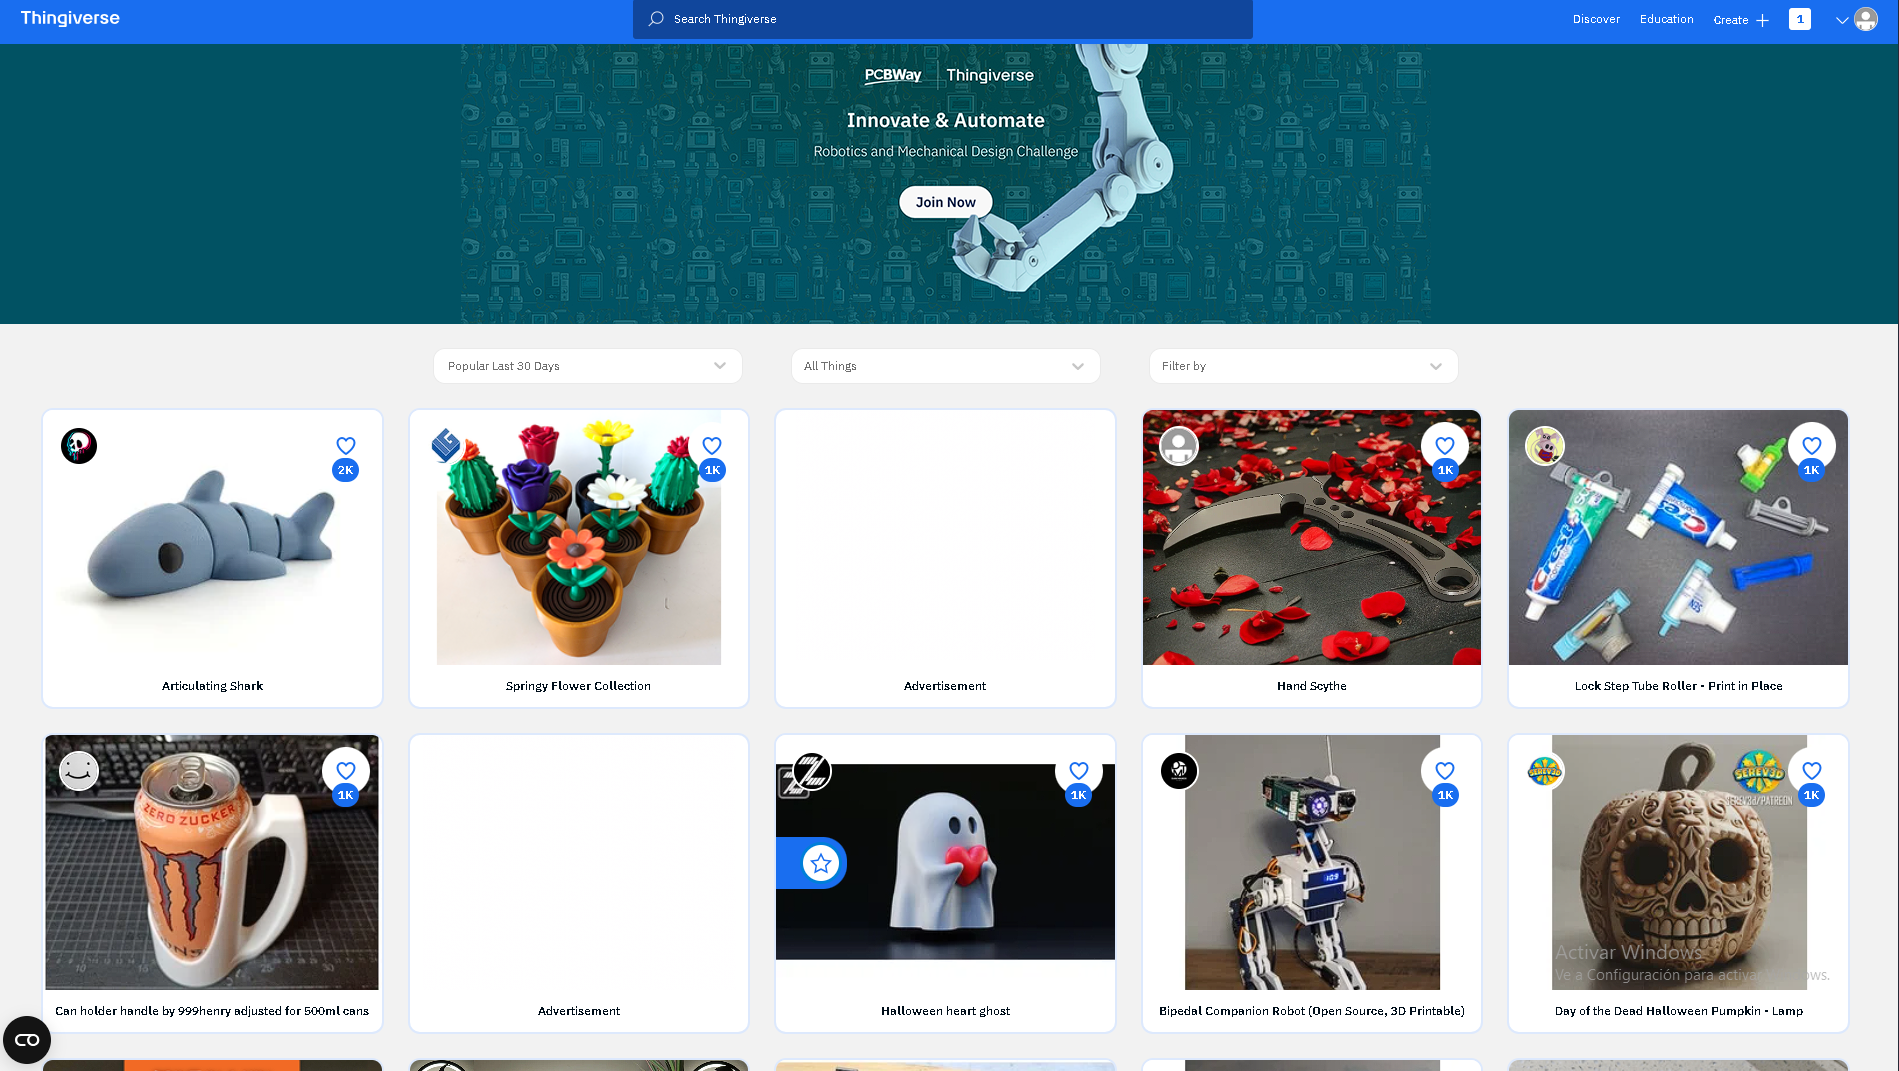 Thingiverse
Search Thingiverse
Discover
Education
Create
1
PCBWay
Thingiverse
Innovate & Automate
Robotics and Mechanical Design Challenge
Join Now
Popular Last 30 Days
All Things
Filter by
2K
1K
1K
1K
Articulating Shark
Springy Flower Collection
Advertisement
Hand Scythe
Lock Step Tube Roller - Print in Place
ZERO ZUCKER
1K
1K
1K
SEREV3D
SEREV3D/PATREON
1K
Activar Windows
Ve a Configuración para activar
Can holder handle by 999henry adjusted for 500ml cans
Advertisement
Halloween heart ghost
Bipedal Companion Robot (Open Source, 3D Printable)
Day of the Dead Halloween Pumpkin - Lamp